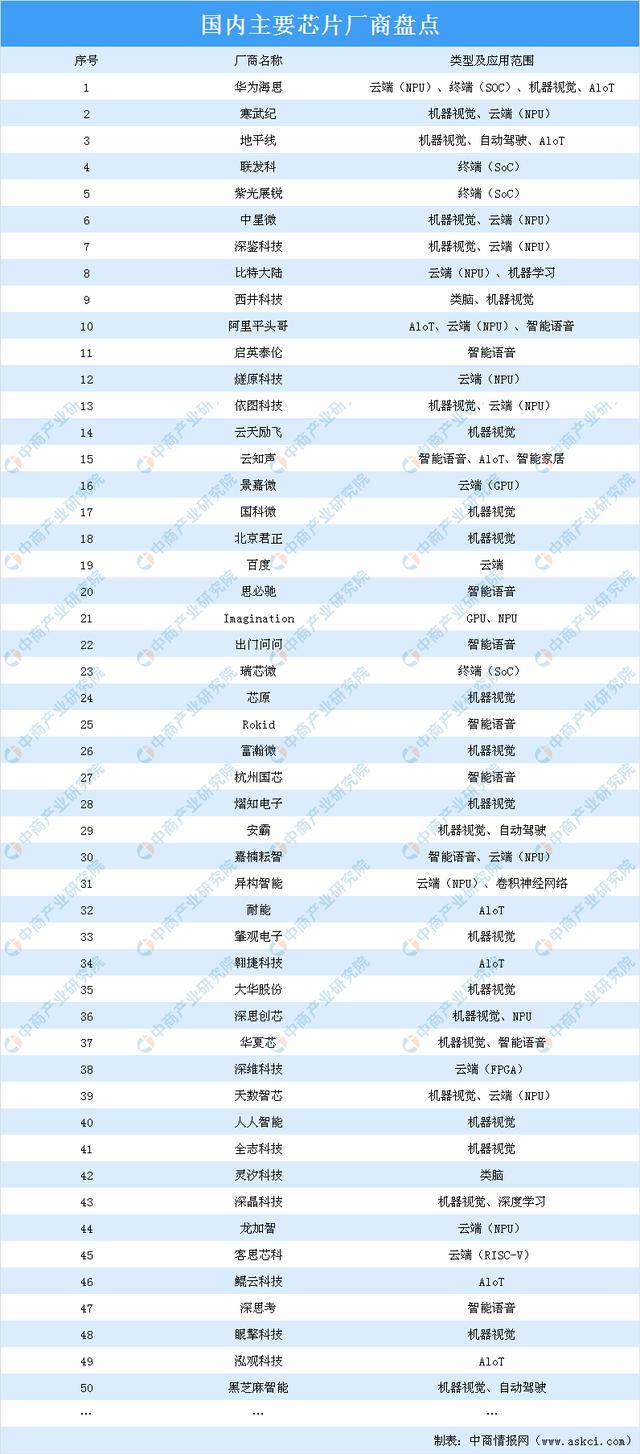 国内主要芯片厂商盘点
序号 厂商名称 类型及应用范围
1 华为海思 云端（NPU）、终端（SOC）、机器视觉、AloT
2 寒武纪 机器视觉、云端（NPU）
3 地平线 机器视觉、自动驾驶、AloT
4 联发科 终端（SoC）
5 紫光展锐 终端（SoC）
6 中星微 机器视觉、云端（NPU）
7 深鉴科技 机器视觉、云端（NPU）
8 比特大陆 云端（NPU）、机器学习
9 西井科技 类脑、机器视觉
10 阿里平头哥 AloT、云端（NPU）、智能语音
11 启英泰伦 智能语音
12 燧原科技 云端（NPU）
13 依图科技 机器视觉、云端（NPU）
14 云天励飞 机器视觉
15 云知声 智能语音、AloT、智能家居
16 景嘉微 云端（GPU）
17 国科微 机器视觉
18 北京君正 机器视觉
19 百度 云端
20 思必驰 智能语音
21 Imagination GPU、NPU
22 出门问问 智能语音
23 瑞芯微 终端（SoC）
24 芯原 机器视觉
25 Rokid 智能语音
26 富瀚微 机器视觉
27 杭州国芯 智能语音
28 熠知电子 机器视觉
29 安霸 机器视觉、自动驾驶
30 嘉楠耘智 智能语音、云端（NPU）
31 异构智能 云端（NPU）、卷积神经网络
32 耐能 AloT
33 肇观电子 机器视觉
34 翱捷科技 AloT
35 大华股份 机器视觉
36 深思创芯 机器视觉、NPU
37 华夏芯 机器视觉、智能语音
38 深维科技 云端（FPGA）
39 天数智芯 机器视觉、云端（NPU）
40 人人智能 机器视觉
41 全志科技 机器视觉
42 灵汐科技 类脑
43 深晶科技 机器视觉、深度学习
44 龙加智 云端（NPU）
45 客思芯科 云端（RISC-V）
46 鲲云科技 AloT
47 深思考 智能语音
48 眼擎科技 机器视觉
49 泓观科技 AloT
50 黑芝麻智能 机器视觉、自动驾驶
… … …
制表：中商情报网（www.askci.com）
中商产业研究院